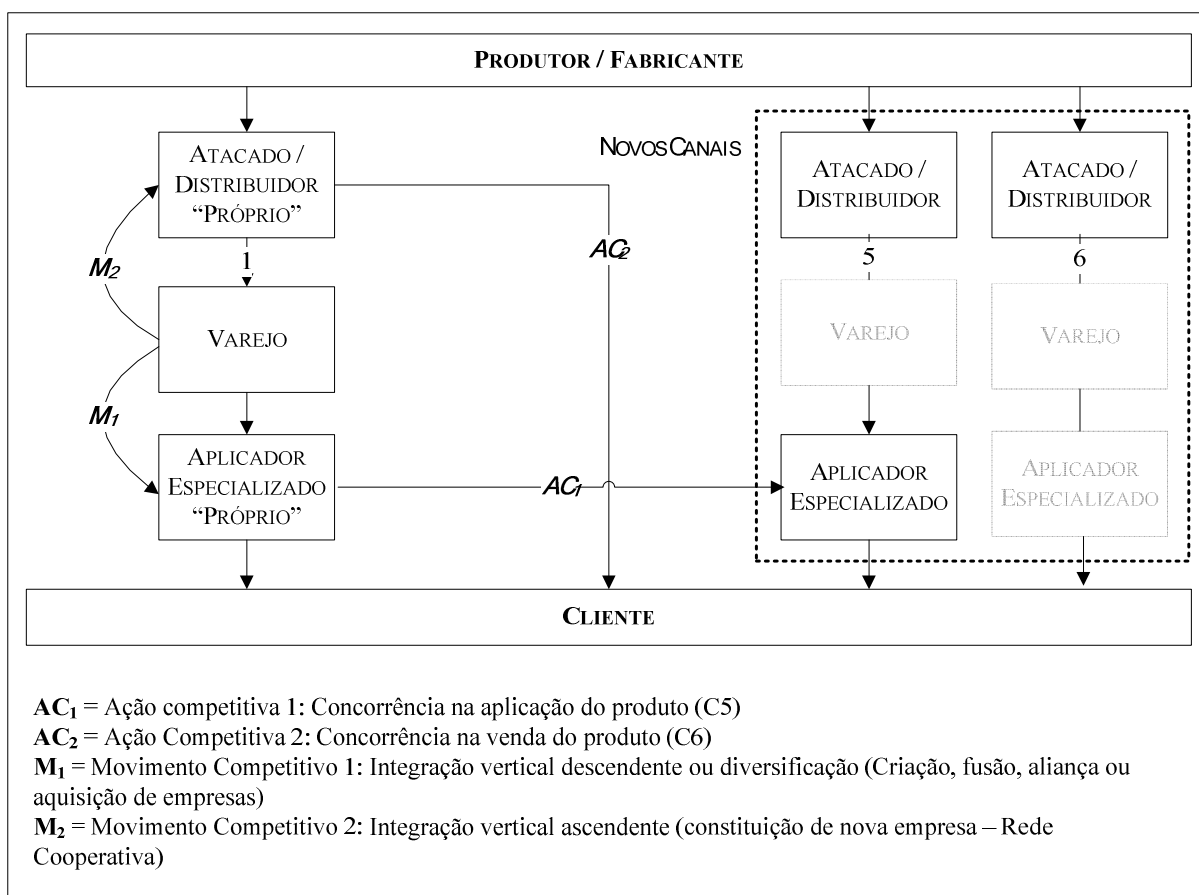 PRODUTOR / FABRICANTE
NOVOS CANAIS
ATACADO /
DISTRIBUIDOR
“PRÓPRIO”
ATACADO /
DISTRIBUIDOR
ATACADO /
DISTRIBUIDOR
M2
1
AC2
5
6
VAREJO
VAREJO
VAREJO
M1
APLICADOR
ESPECIALIZADO
“PRÓPRIO”
AC1
APLICADOR
ESPECIALIZADO
APLICADOR
ESPECIALIZADO
CLIENTE
AC1 = Ação competitiva 1: Concorrência na aplicação do produto (C5)
AC2 = Ação Competitiva 2: Concorrência na venda do produto (C6)
M1 = Movimento Competitivo 1: Integração vertical descendente ou diversificação (Criação, fusão, aliança ou
aquisição de empresas)
M2 = Movimento Competitivo 2: Integração vertical ascendente (constituição de nova empresa – Rede
Cooperativa)